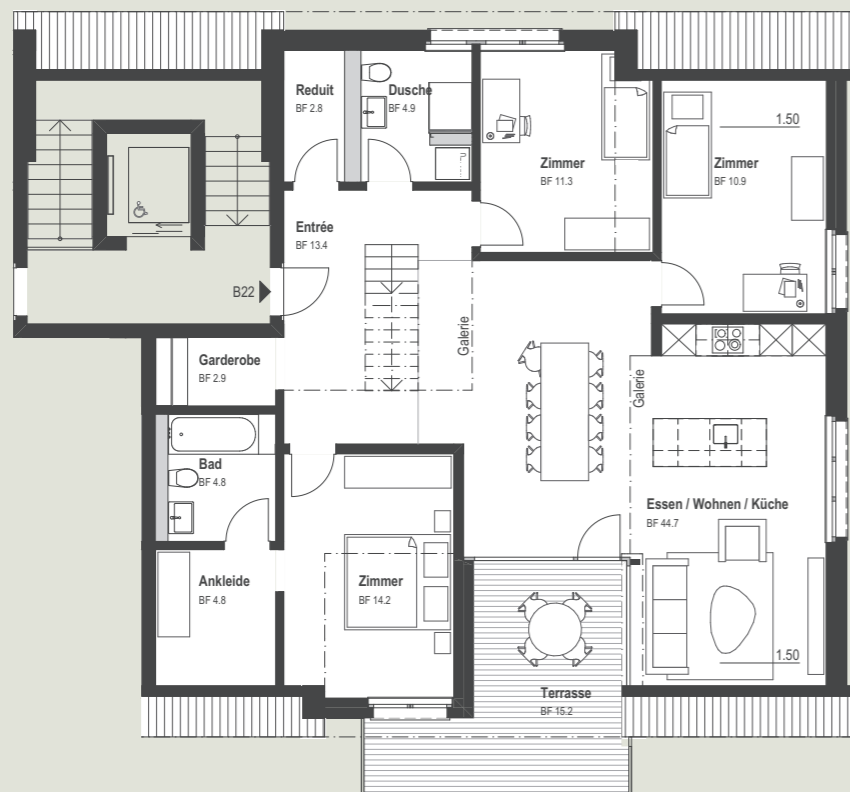 Reduit
BF 2.8
Dusche
BF 4.9
Zimmer
BF 11.3
1.50
Zimmer
BF 10.9
Entrée
BF 13.4
B22
Galerie
Garderobe
BF 2.9
Galerie
Bad
BF 4.8
Essen / Wohnen / Küche
BF 44.7
Ankleide
BF 4.8
Zimmer
BF 14.2
1.50
Terrasse
BF 15.2